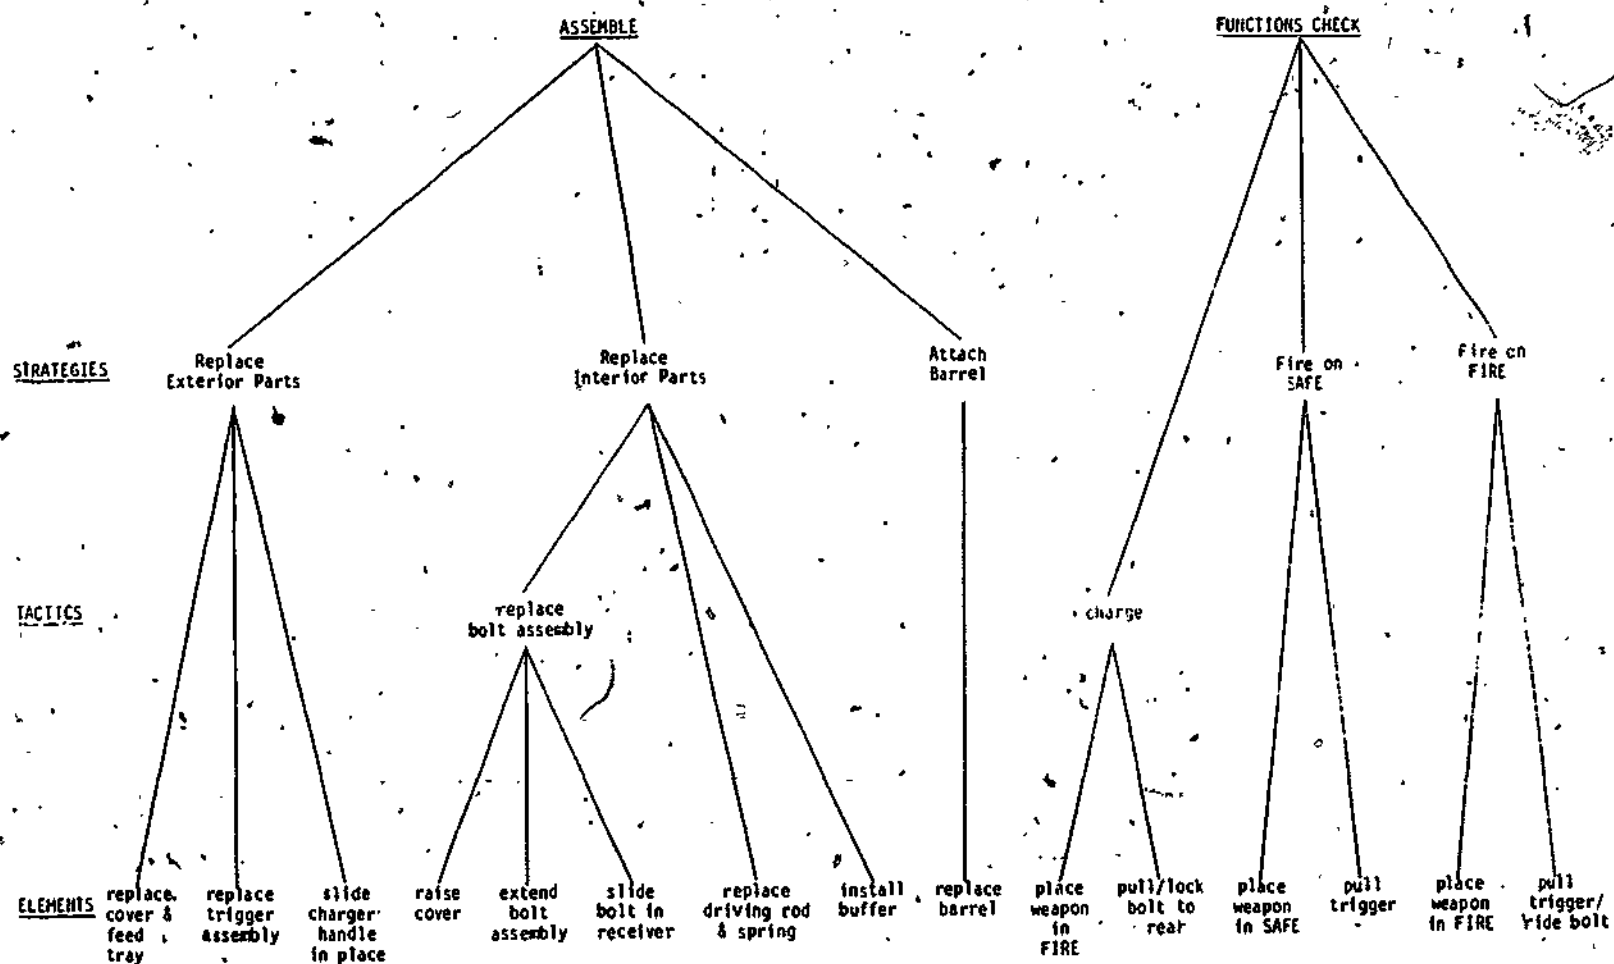 ASSEMBLE
FUNCTIONS CHECK
STRATEGIES
Replace
Exterior Parts
Replace
Interior Parts
Attach
Barrel
Fire on
SAFE
Fire on
FIRE
TACTICS
replace
bolt assembly
charge
ELEMENTS
replace
cover &
feed
tray
replace
trigger
assembly
slide
charger
handle
in place
raise
cover
extend
bolt
assembly
slide
bolt in
receiver
replace
driving rod
& spring
install
buffer
replace
barrel
place
weapon
in
FIRE
pull/lock
bolt to
rear
place
weapon
in SAFE
pull
trigger
place
weapon
in FIRE
pull
trigger/
ride bolt